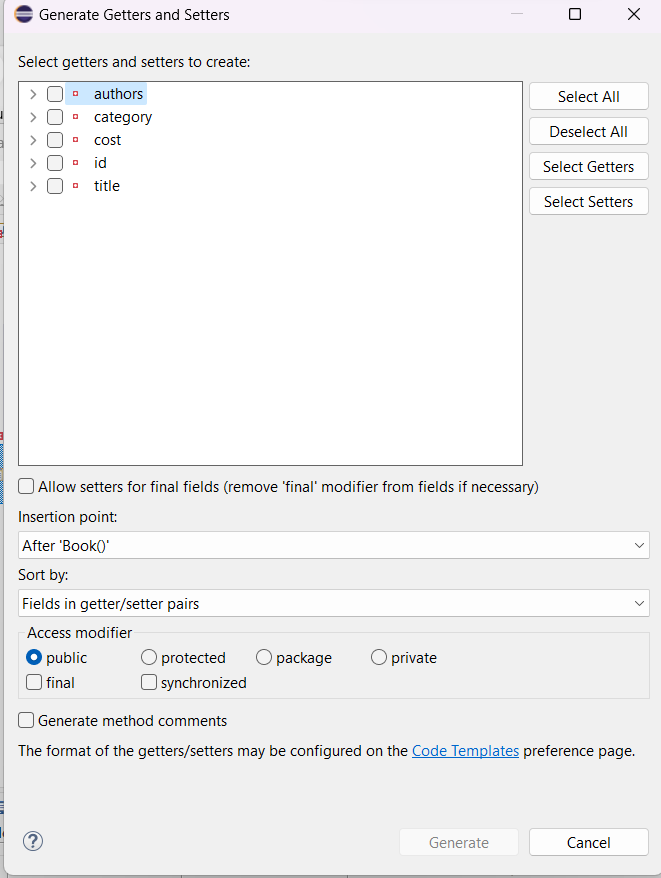 Generate Getters and Setters
Select getters and setters to create:
authors
category
cost
id
title
Select All
Deselect All
Select Getters
Select Setters
Allow setters for final fields (remove 'final' modifier from fields if necessary)
Insertion point:
After 'Book()'
Sort by:
Fields in getter/setter pairs
Access modifier
public protected package private
final synchronized
Generate method comments
The format of the getters/setters may be configured on the Code Templates preference page.
? Generate Cancel